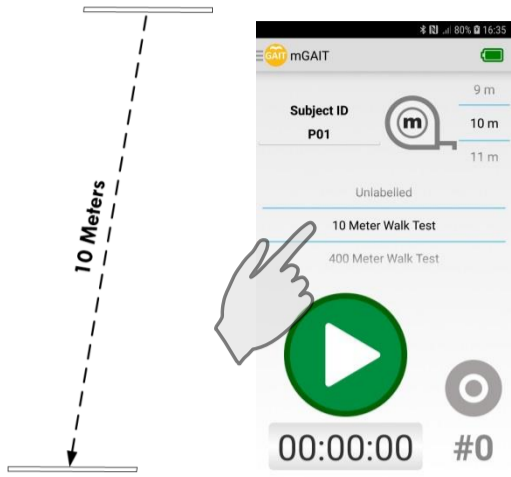 10 Meters
80% 16:35
GAIT mGAIT
9 m
Subject ID
m
10 m
P01
11 m
Unlabelled
10 Meter Walk Test
400 Meter Walk Test
00:00:00
#0